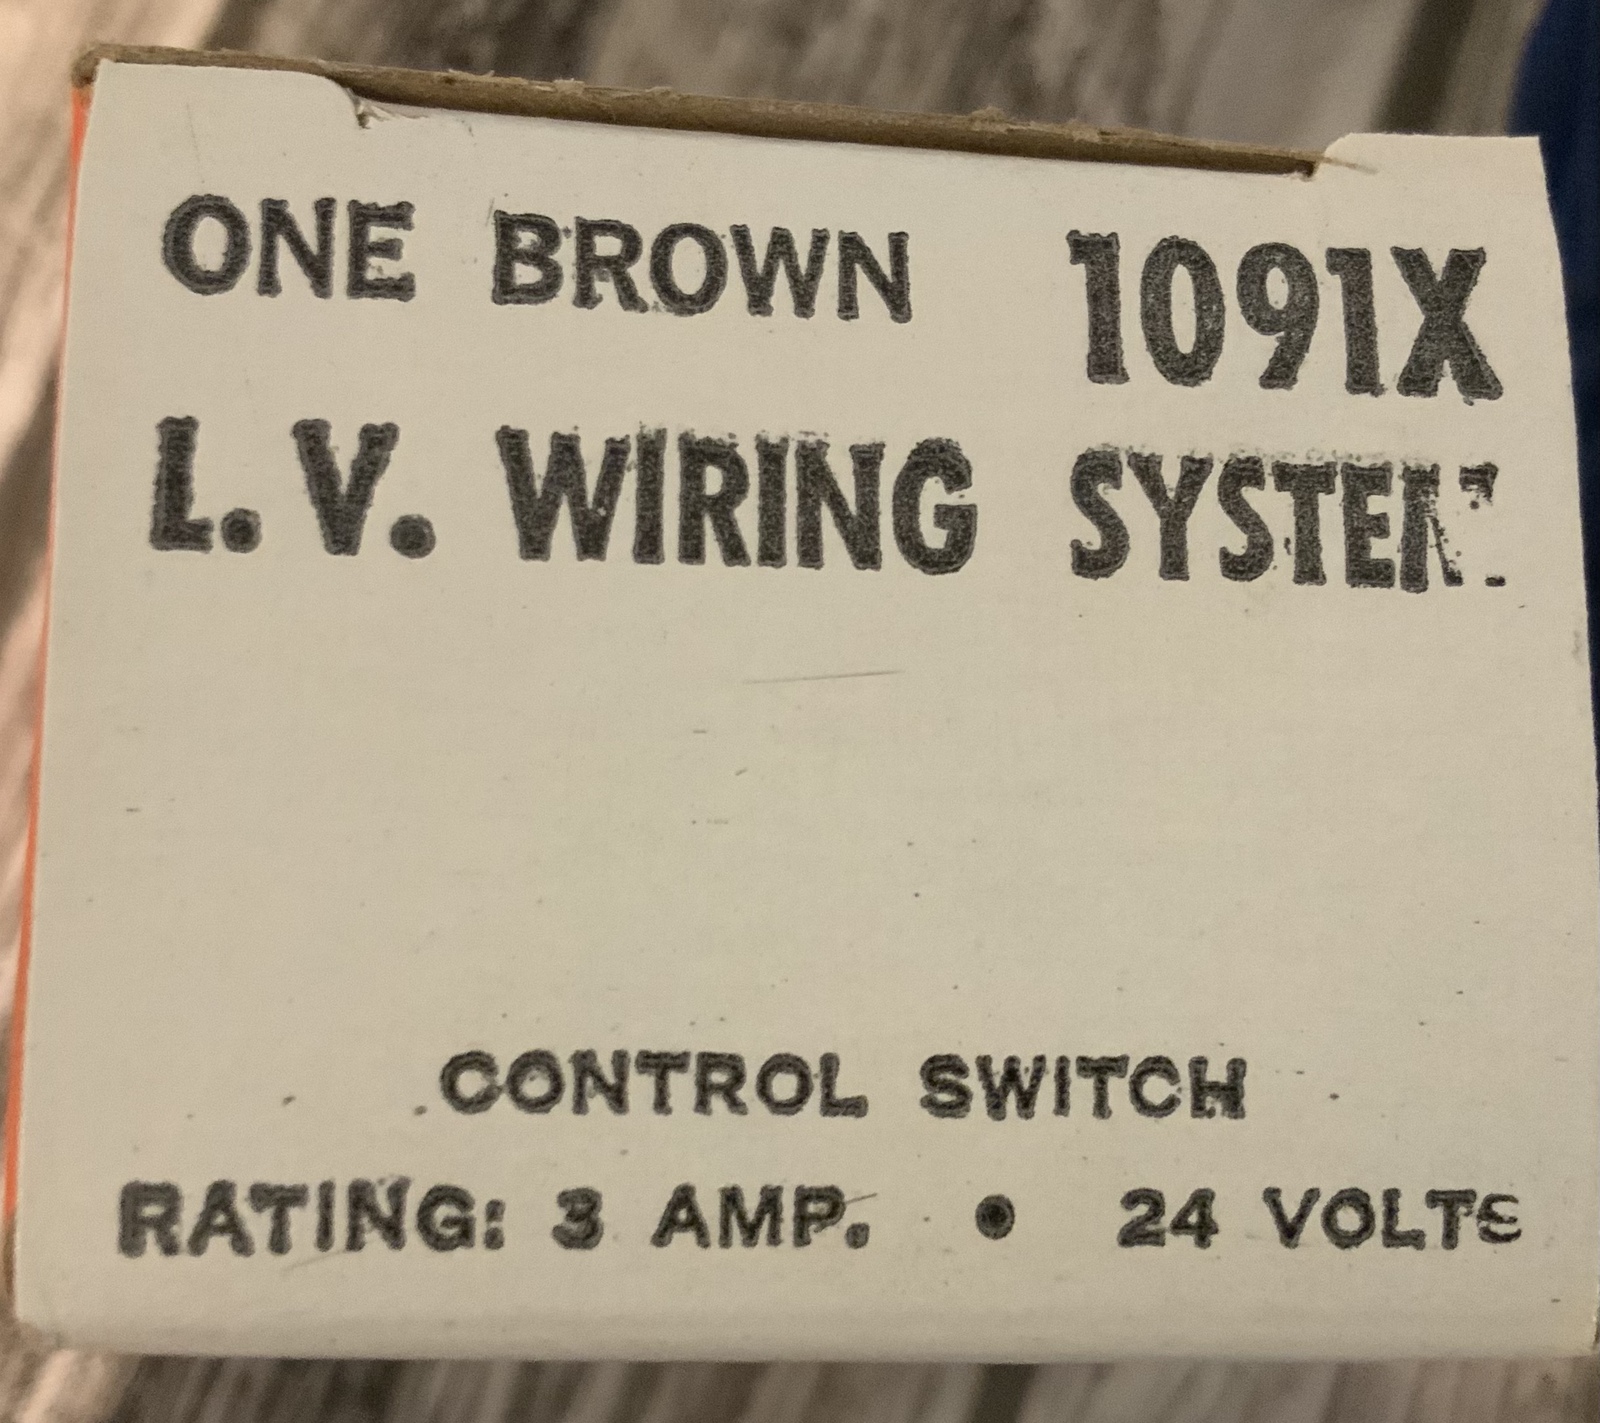 ONE BROWN 1091X
L. V. WIRING SYSTEM
CONTROL SWITCH
RATING: 3 AMP. • 24 VOLTS